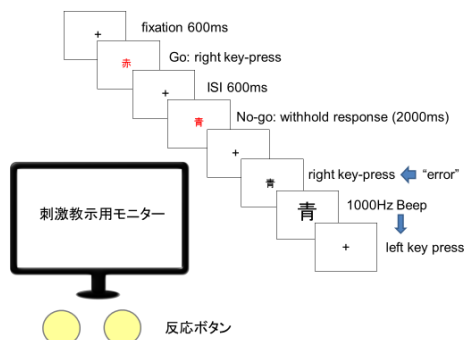 +
fixation 600ms
赤
Go: right key-press
+
ISI 600ms
青
No-go: withhold response (2000ms)
+
青
right key-press
“error”
青
1000Hz Beep
+
left key press
刺激教示用モニター
反応ボタン